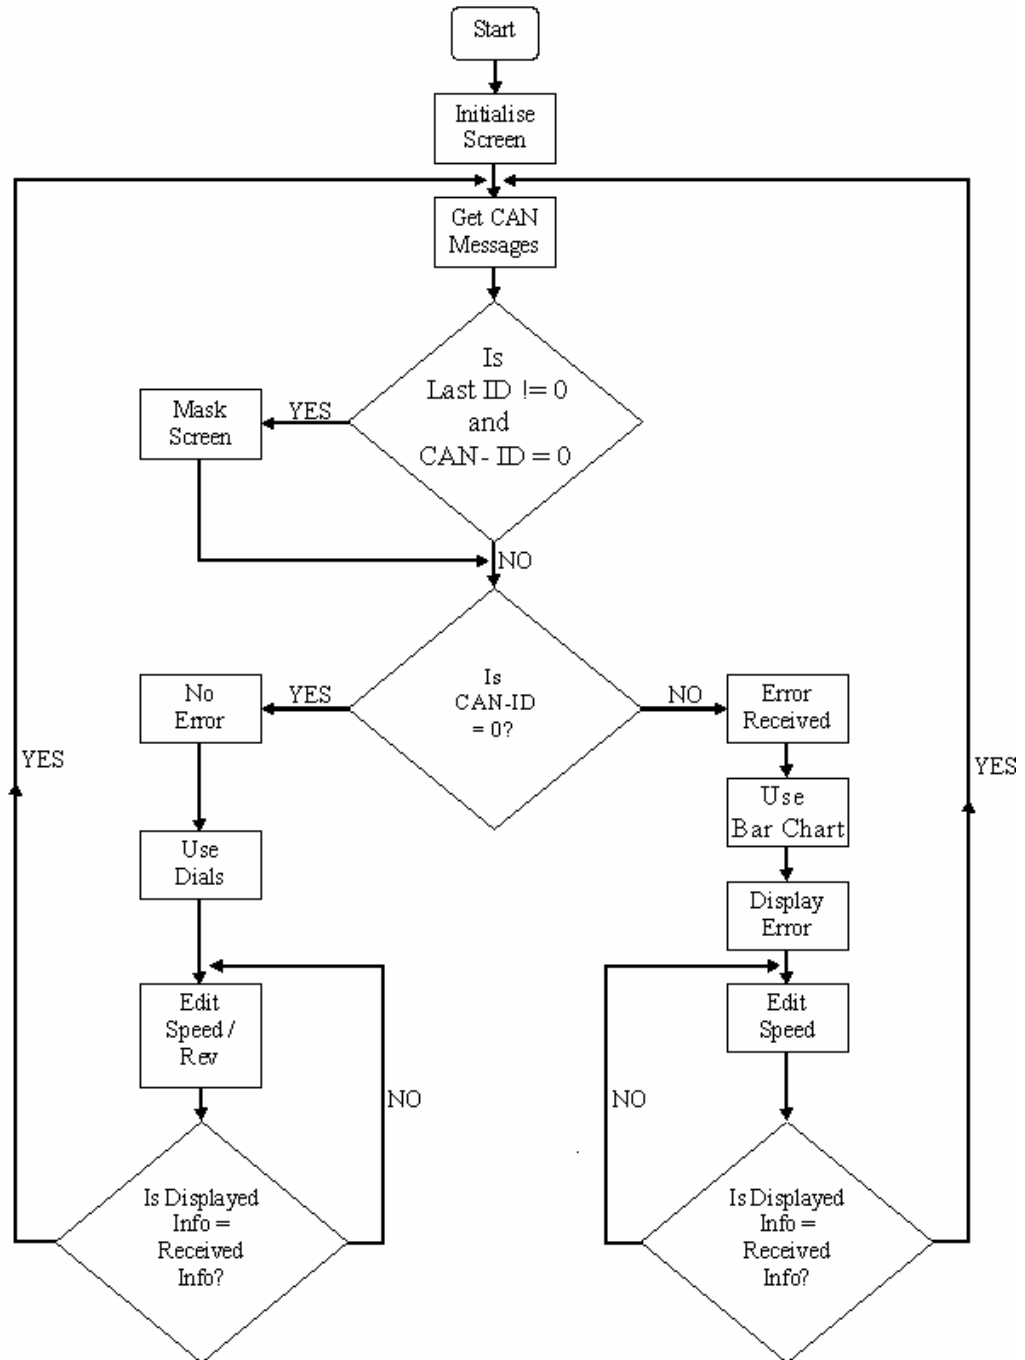 Start
Initialise
Screen
Get CAN
Messages
Is
Last ID != 0
and
CAN- ID = 0
YES
Mask
Screen
NO
Is
CAN-ID
= 0?
YES
No
Error
NO
Error
Received
YES
YES
Use
Bar Chart
Use
Dials
Display
Error
Edit
Speed /
Rev
Edit
Speed
NO
NO
Is Displayed
Info =
Received
Info?
Is Displayed
Info =
Received
Info?